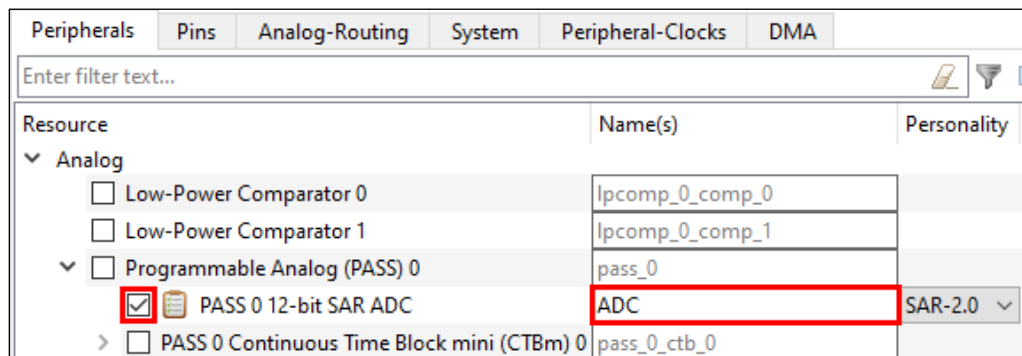 Peripherals Pins Analog-Routing System Peripheral-Clocks DMA
Enter filter text...
Resource Name(s) Personality
Analog
Low-Power Comparator 0 lpcomp_0_comp_0
Low-Power Comparator 1 lpcomp_0_comp_1
Programmable Analog (PASS) 0 pass_0
PASS 0 12-bit SAR ADC ADC SAR-2.0
PASS 0 Continuous Time Block mini (CTBm) 0 pass_0_ctb_0